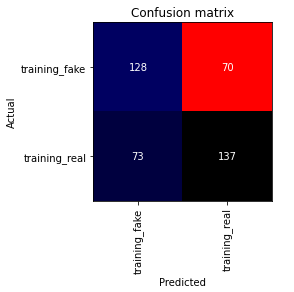 Confusion matrix
Actual
training_fake
128 70
training_real
73 137
training_fake
training_real
Predicted